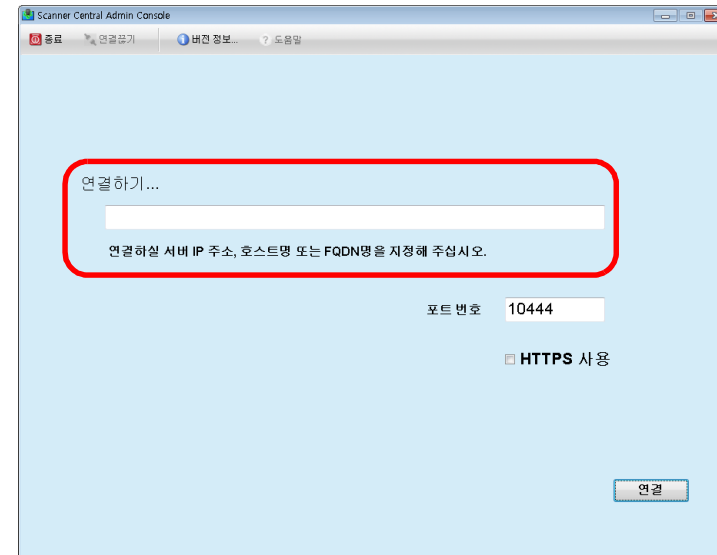 Scanner Central Admin Console
종료 연결끊기 버전 정보... ? 도움말
연결하기...
연결하실 서버 IP 주소, 호스트명 또는 FQDN명을 지정해 주십시오.
포트 번호 10444
HTTPS 사용
연결